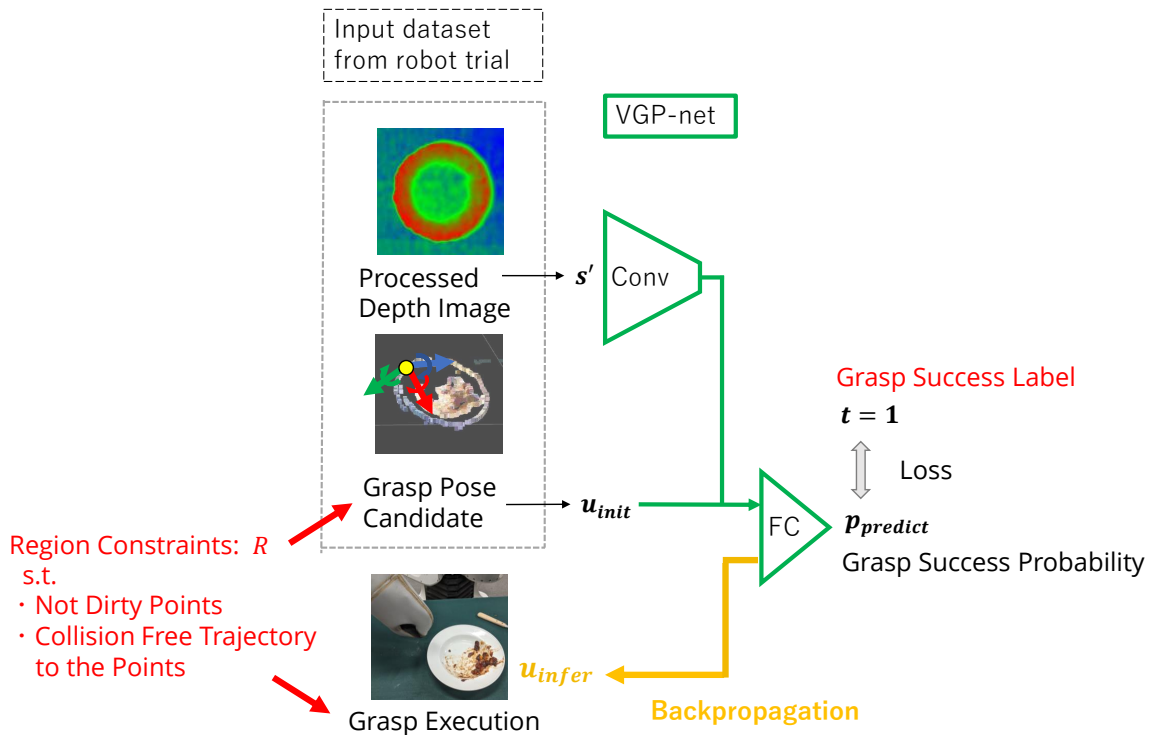 Input dataset
from robot trial
VGP-net
Processed
Depth Image
s′
Conv
Grasp Success Label
t = 1
Loss
Grasp Pose
Candidate
u_init
FC
p_predict
Grasp Success Probability
Region Constraints: R
s.t.
・Not Dirty Points
・Collision Free Trajectory
to the Points
u_infer
Grasp Execution
Backpropagation